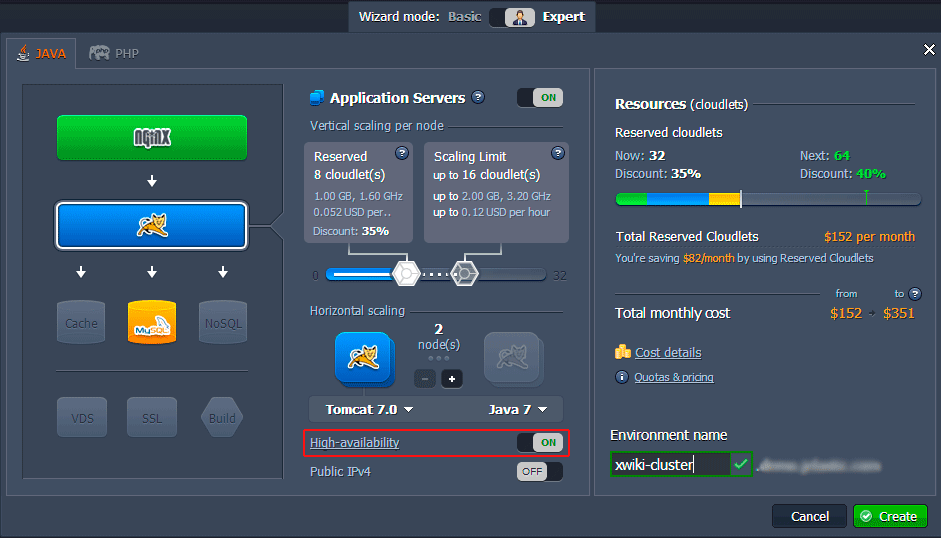 Wizard mode: Basic Expert
JAVA PHP
NGINX
Cache MySQL NoSQL
VDS SSL Build
Application Servers ? ON
Vertical scaling per node
Reserved ?
8 cloudlet(s)
1.00 GB, 1.60 GHz
0.052 USD per..
Discount: 35%
Scaling Limit ?
up to 16 cloudlet(s)
up to 2.00 GB, 3.20 GHz
up to 0.12 USD per hour
0 32
Horizontal scaling
2
node(s)
- +
Tomcat 7.0 Java 7
High-availability ON
Public IPv4 OFF
Resources (cloudlets)
Reserved cloudlets
Now: 32 Next: 64
Discount: 35% Discount: 40%
Total Reserved Cloudlets $152 per month
You're saving $82/month by using Reserved Cloudlets
from to ?
Total monthly cost $152 $351
Cost details
Quotas & pricing
Environment name
xwiki-cluster
Cancel Create